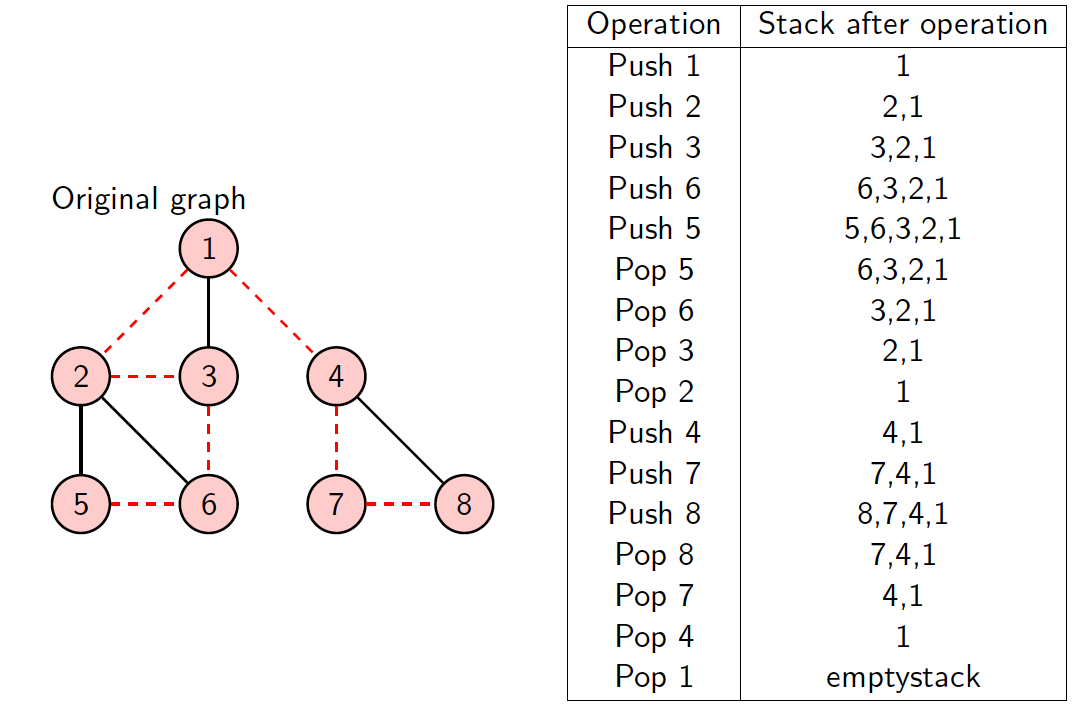 Original graph
1
2 3 4
5 6 7 8
Operation Stack after operation
Push 1 1
Push 2 2,1
Push 3 3,2,1
Push 6 6,3,2,1
Push 5 5,6,3,2,1
Pop 5 6,3,2,1
Pop 6 3,2,1
Pop 3 2,1
Pop 2 1
Push 4 4,1
Push 7 7,4,1
Push 8 8,7,4,1
Pop 8 7,4,1
Pop 7 4,1
Pop 4 1
Pop 1 emptystack